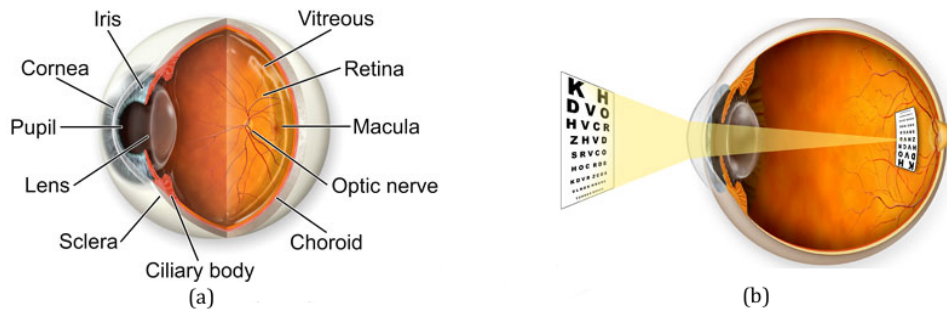 Iris
Cornea
Pupil
Lens
Sclera
Ciliary body
Vitreous
Retina
Macula
Optic nerve
Choroid
(a)
K H
D V O
H V C R
Z H V D
S R V C O
(b)